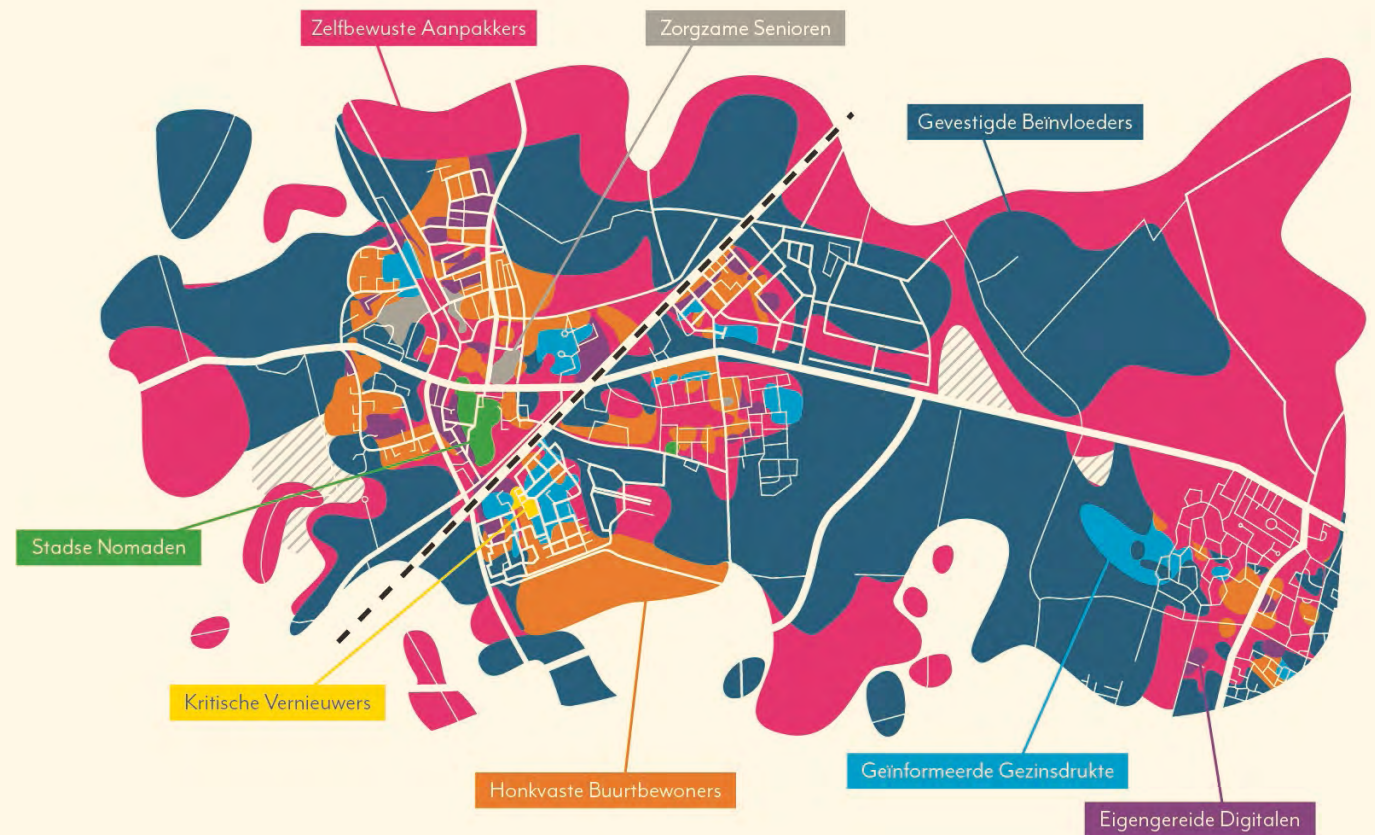 Zelfbewuste Aanpakkers
Zorgzame Senioren
Gevestigde Beïnvloeders
Stadse Nomaden
Kritische Vernieuwers
Honkvaste Buurtbewoners
Geïnformeerde Gezinsdrukte
Eigengereide Digitalen